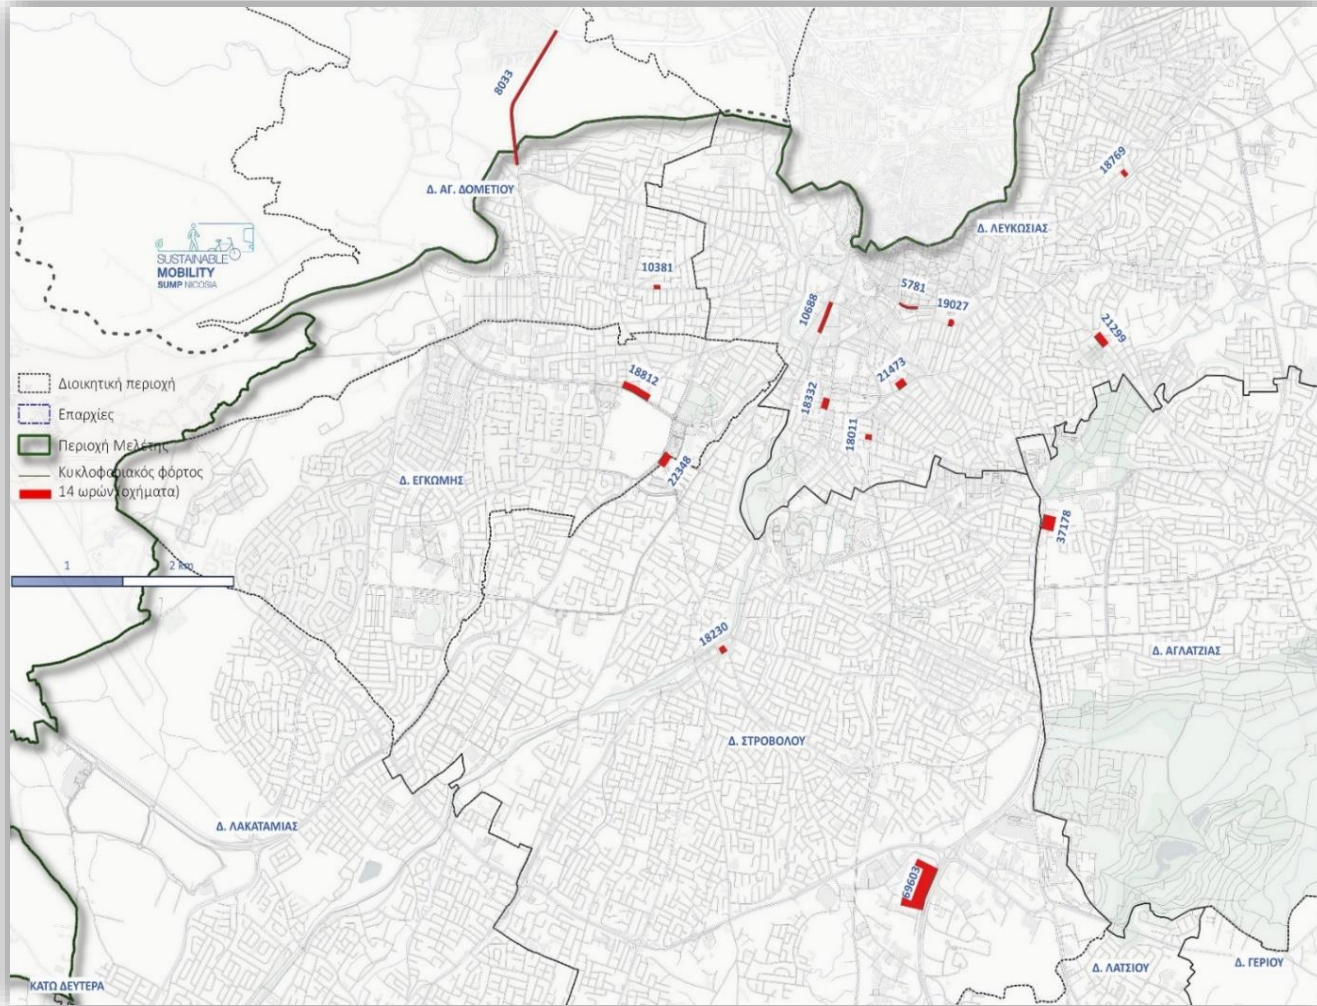 8033
Δ. ΑΓ. ΔΟΜΕΤΙΟΥ
18769
Δ. ΛΕΥΚΩΣΙΑΣ
SUSTAINABLE
MOBILITY
SUMP NICOSIA
10381
5781
10688
19027
21299
18812
21473
18332
18011
22348
Διοικητική περιοχή
Επαρχίες
Περιοχή Μελέτης
Κυκλοφοριακός φόρτος
14 ωρών(οχήματα)
Δ. ΕΓΚΩΜΗΣ
37178
1
2 km
18230
Δ. ΑΓΛΑΤΖΙΑΣ
Δ. ΣΤΡΟΒΟΛΟΥ
Δ. ΛΑΚΑΤΑΜΙΑΣ
69603
Δ. ΛΑΤΣΙΟΥ
Δ. ΓΕΡΙΟΥ
ΚΑΤΩ ΔΕΥΤΕΡΑ